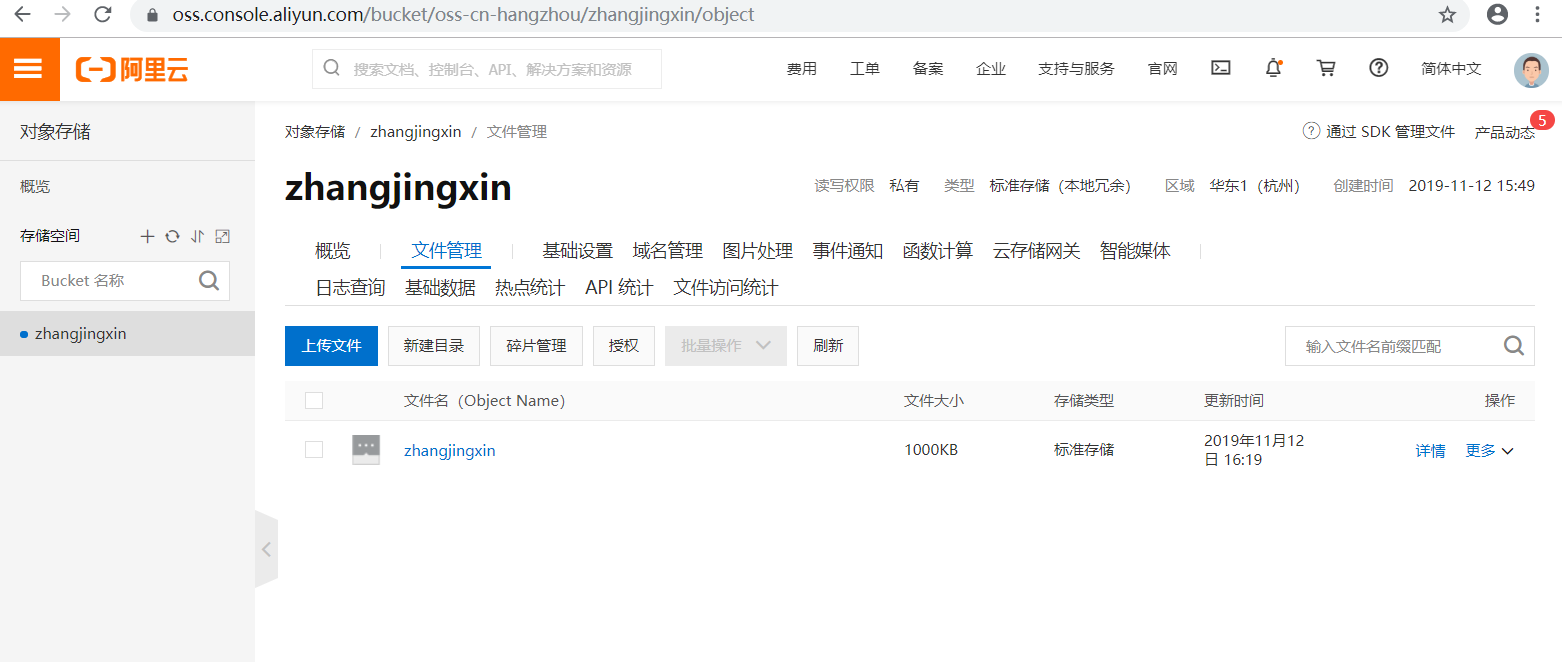 oss.console.aliyun.com/bucket/oss-cn-hangzhou/zhangjingxin/object
阿里云
搜索文档、控制台、API、解决方案和资源
费用 工单 备案 企业 支持与服务 官网 简体中文
对象存储
概览
存储空间
Bucket 名称
zhangjingxin
对象存储 / zhangjingxin / 文件管理
通过 SDK 管理文件 产品动态 5
zhangjingxin
读写权限 私有 类型 标准存储（本地冗余） 区域 华东1（杭州） 创建时间 2019-11-12 15:49
概览 文件管理 基础设置 域名管理 图片处理 事件通知 函数计算 云存储网关 智能媒体
日志查询 基础数据 热点统计 API 统计 文件访问统计
上传文件 新建目录 碎片管理 授权 批量操作 刷新 输入文件名前缀匹配
文件名（Object Name） 文件大小 存储类型 更新时间 操作
zhangjingxin 1000KB 标准存储 2019年11月12 详情 更多
日 16:19